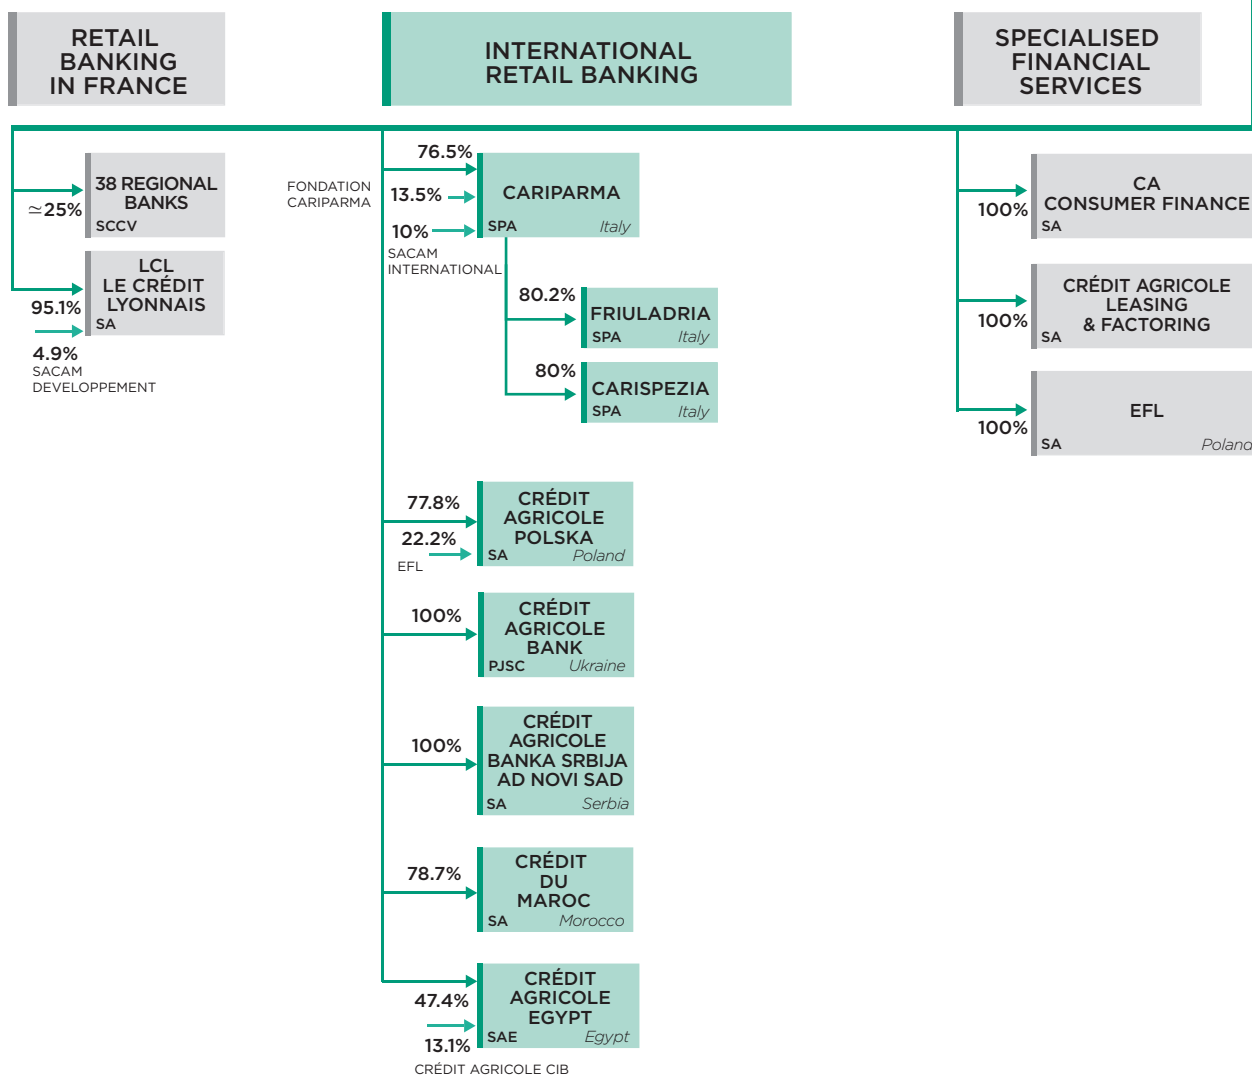 RETAIL
BANKING
IN FRANCE
≃25%
38 REGIONAL
BANKS
SCCV
95.1%
LCL
LE CRÉDIT
LYONNAIS
SA
4.9%
SACAM
DEVELOPPEMENT
INTERNATIONAL
RETAIL BANKING
76.5%
FONDATION
CARIPARMA
13.5%
10%
SACAM
INTERNATIONAL
CARIPARMA
SPA Italy
80.2%
FRIULADRIA
SPA Italy
80%
CARISPEZIA
SPA Italy
77.8%
22.2%
EFL
CRÉDIT
AGRICOLE
POLSKA
SA Poland
100%
CRÉDIT
AGRICOLE
BANK
PJSC Ukraine
100%
CRÉDIT
AGRICOLE
BANKA SRBIJA
AD NOVI SAD
SA Serbia
78.7%
CRÉDIT
DU
MAROC
SA Morocco
47.4%
13.1%
CRÉDIT AGRICOLE CIB
CRÉDIT
AGRICOLE
EGYPT
SAE Egypt
SPECIALISED
FINANCIAL
SERVICES
100%
CA
CONSUMER FINANCE
SA
100%
CRÉDIT AGRICOLE
LEASING
& FACTORING
SA
100%
EFL
SA Poland